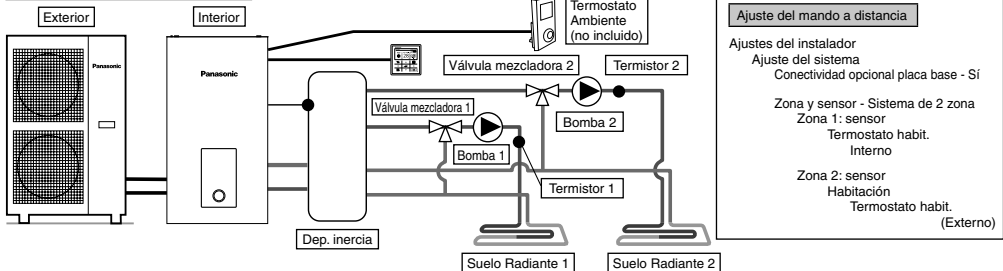 Exterior
Interior
Termostato
Ambiente
(no incluido)
Panasonic
Panasonic
Válvula mezcladora 2
Termistor 2
Válvula mezcladora 1
Bomba 2
Bomba 1
Termistor 1
Dep. inercia
Suelo Radiante 1
Suelo Radiante 2
Ajuste del mando a distancia
Ajustes del instalador
Ajuste del sistema
Conectividad opcional placa base - Sí
Zona y sensor - Sistema de 2 zona
Zona 1: sensor
Termostato habit.
Interno
Zona 2: sensor
Habitación
Termostato habit.
(Externo)